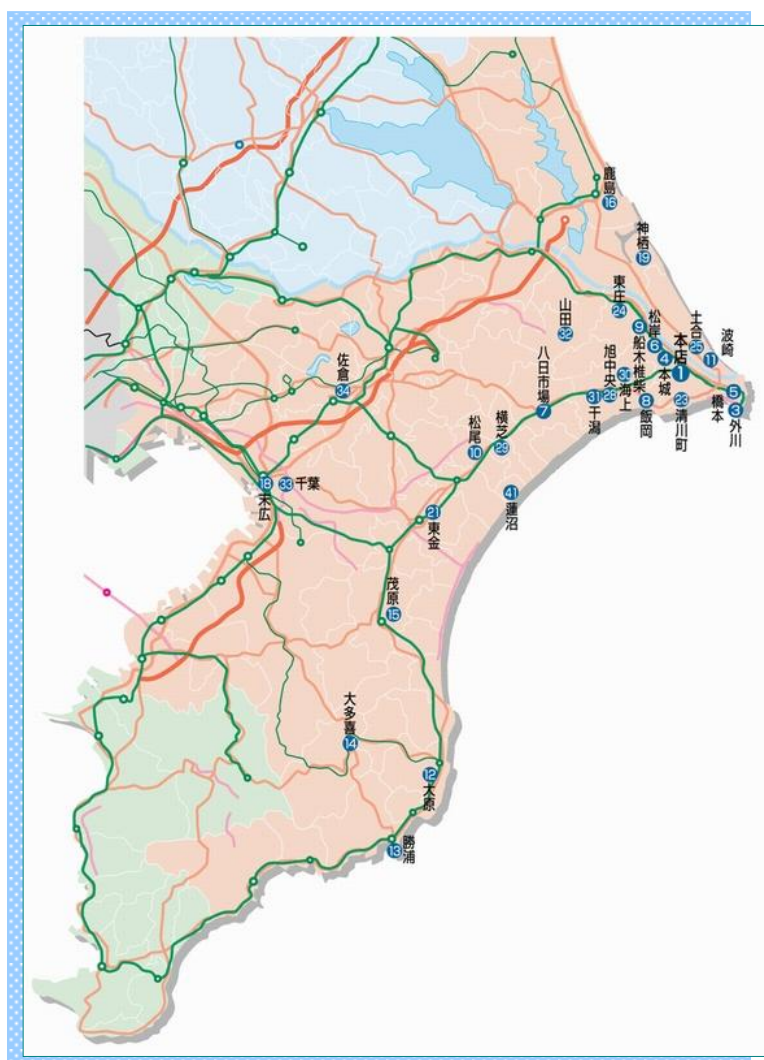 鹿島
16
神栖
19
東庄
24
山田
32
松岸
6
9
船木椎柴
土合
25
波崎
11
本店
1
4
本城
佐倉
34
八日市場
7
旭中央
28
30
海上
31
干潟
8
飯岡
23
清川町
5
橋本
3
外川
横芝
29
松尾
10
18
末広
33 千葉
41
蓮沼
21
東金
茂原
15
大多喜
14
12
大原
13
勝浦